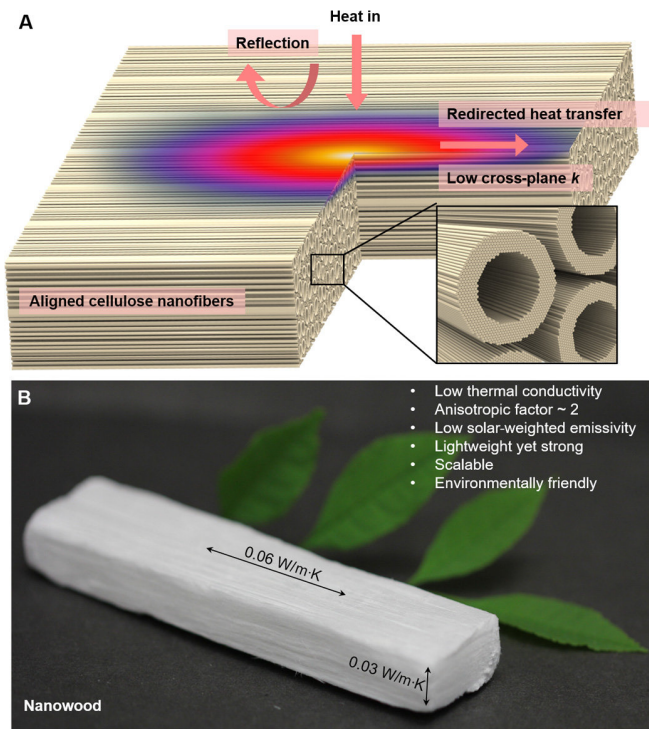 A
Heat in
Reflection
Redirected heat transfer
Low cross-plane k
Aligned cellulose nanofibers
B
• Low thermal conductivity
• Anisotropic factor ~ 2
• Low solar-weighted emissivity
• Lightweight yet strong
• Scalable
• Environmentally friendly
0.06 W/m·K
0.03 W/m·K
Nanowood